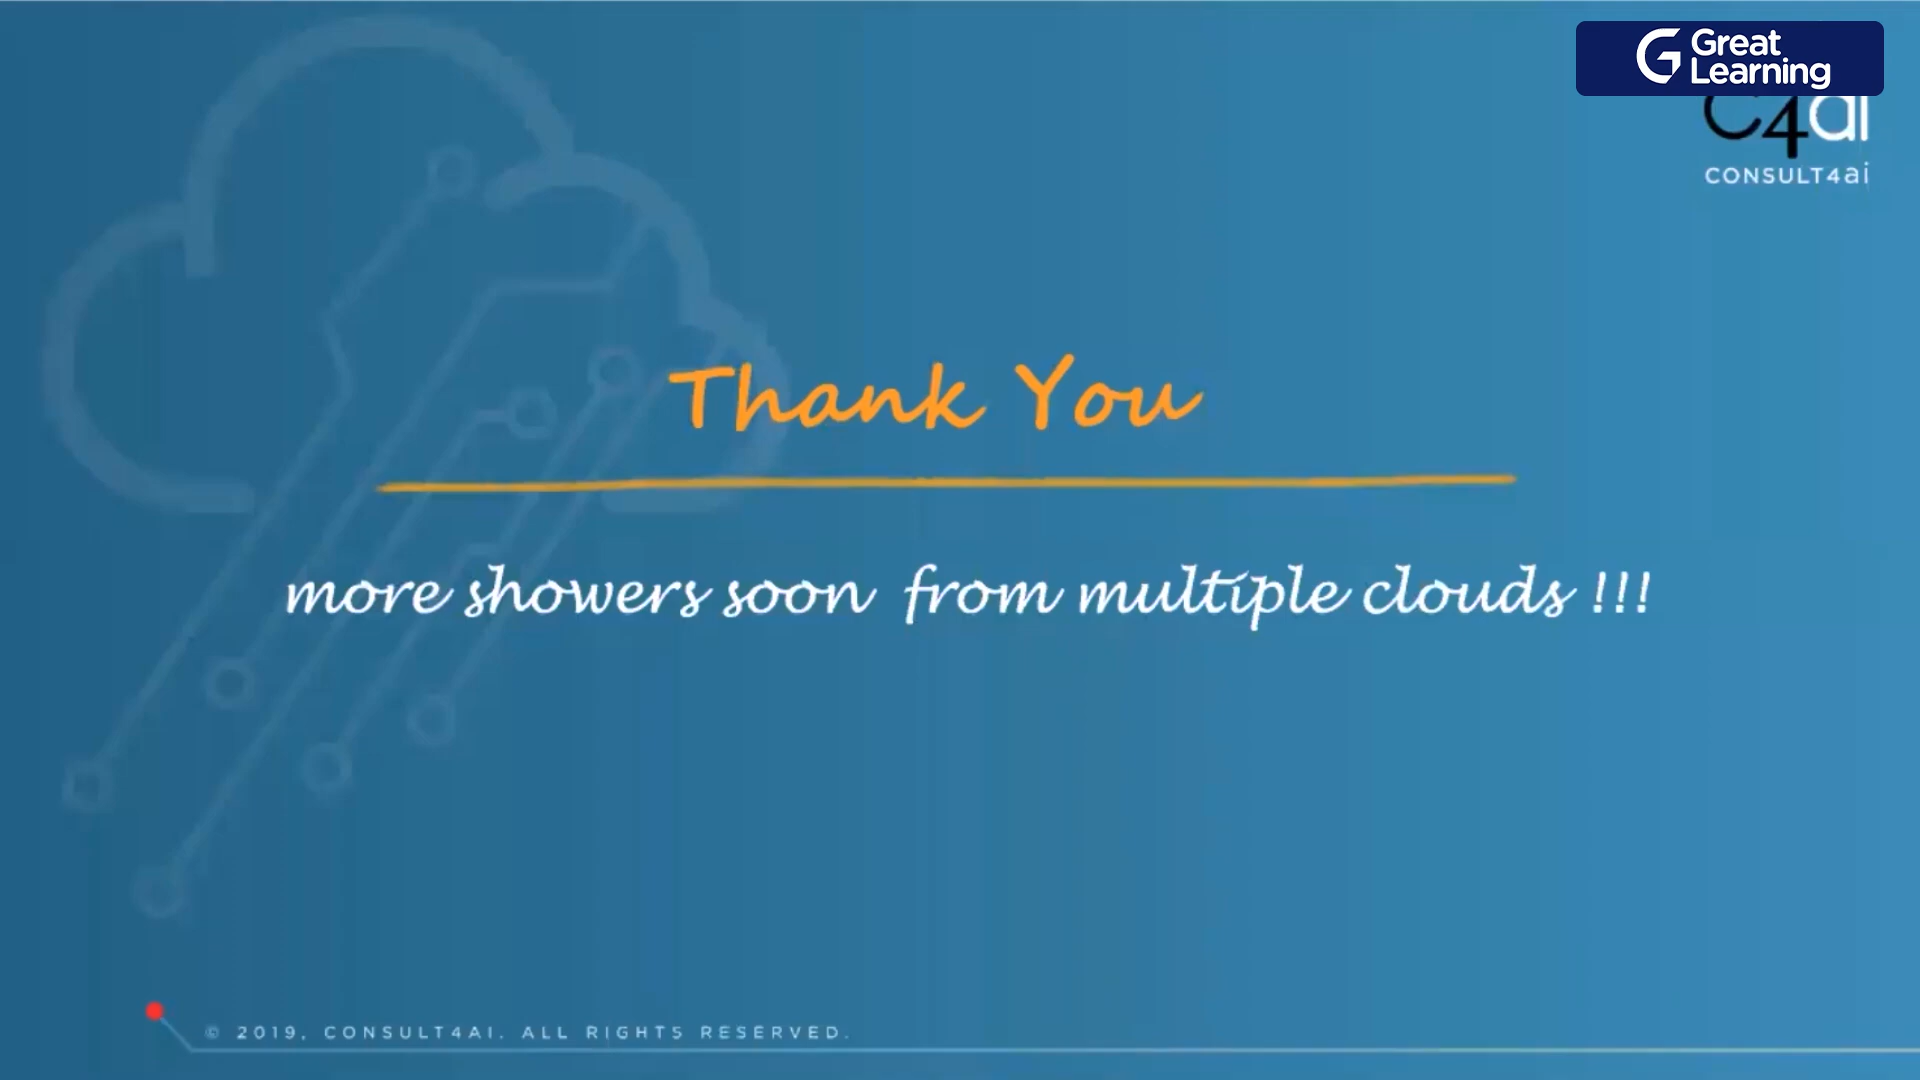 Great
Learning
C4ai
CONSULT4ai
Thank You
more showers soon from multiple clouds !!!
© 2019, CONSULT4AI. ALL RIGHTS RESERVED.